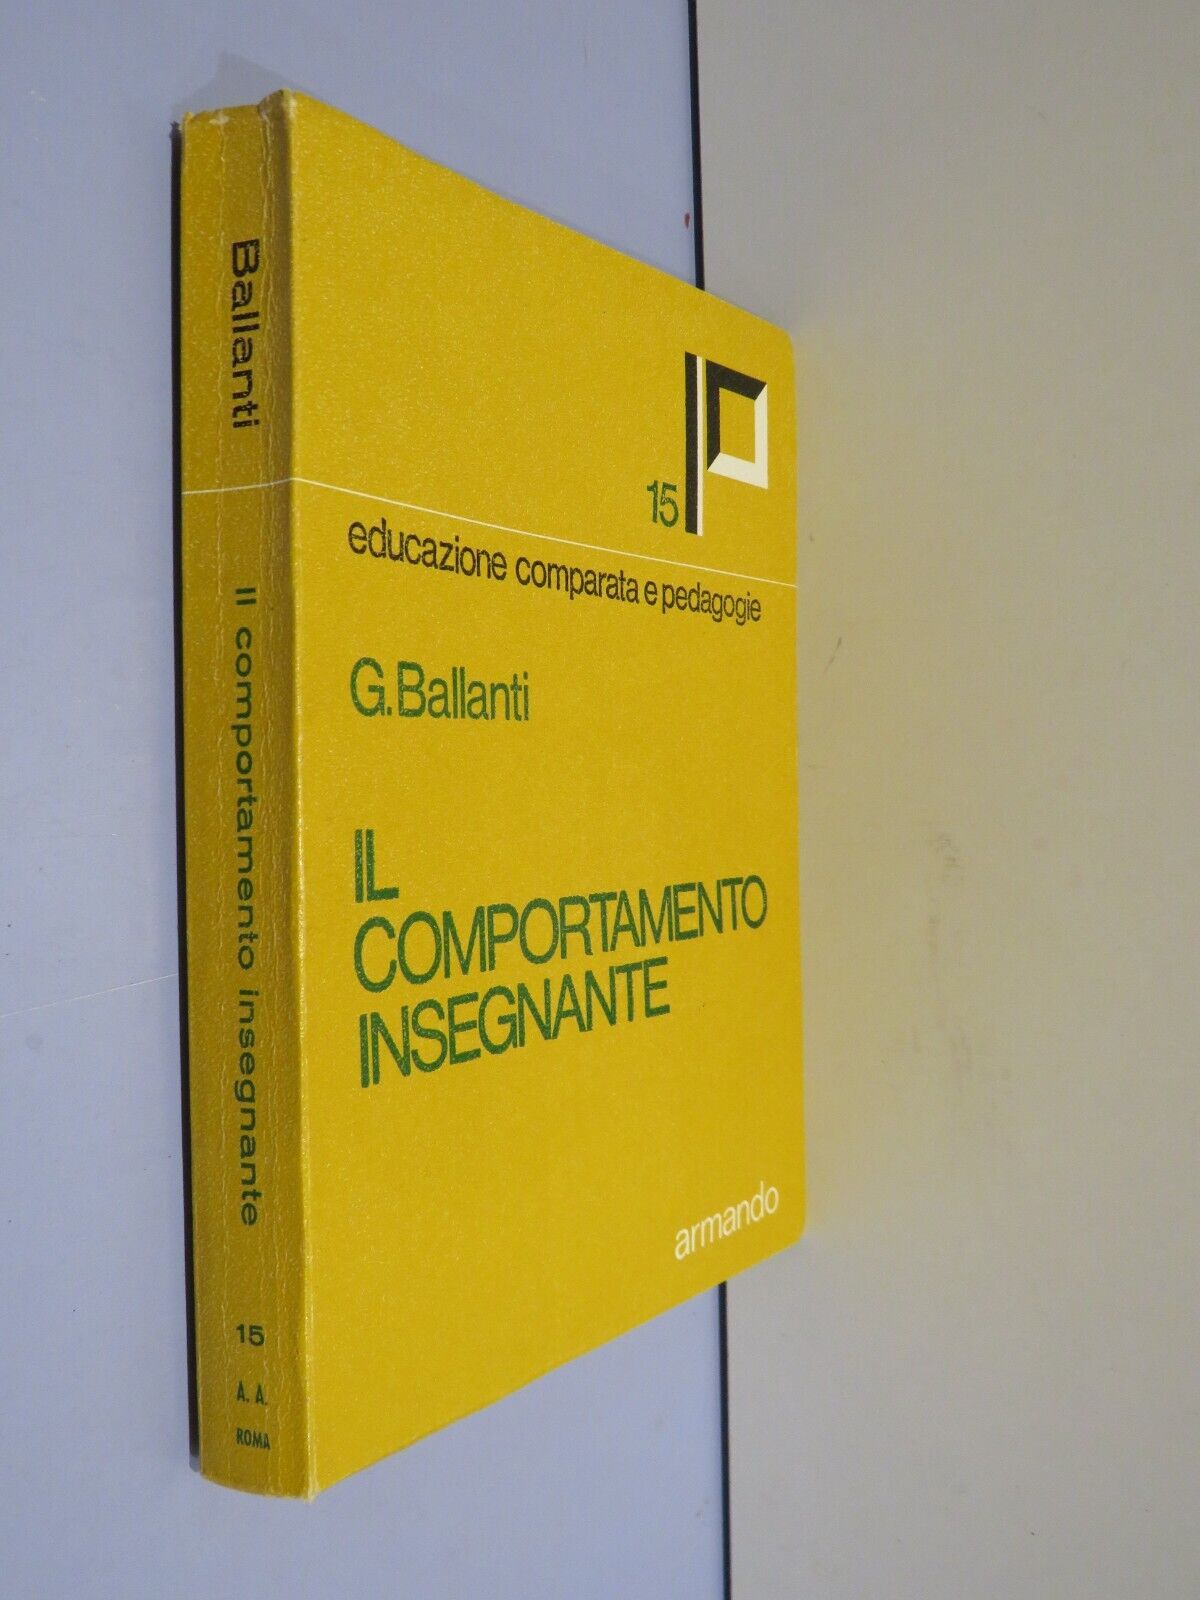 Ballanti
Il comportamento insegnante
15
A. A.
ROMA
15
educazione comparata e pedagogie
G.Ballanti
IL
COMPORTAMENTO
INSEGNANTE
armando